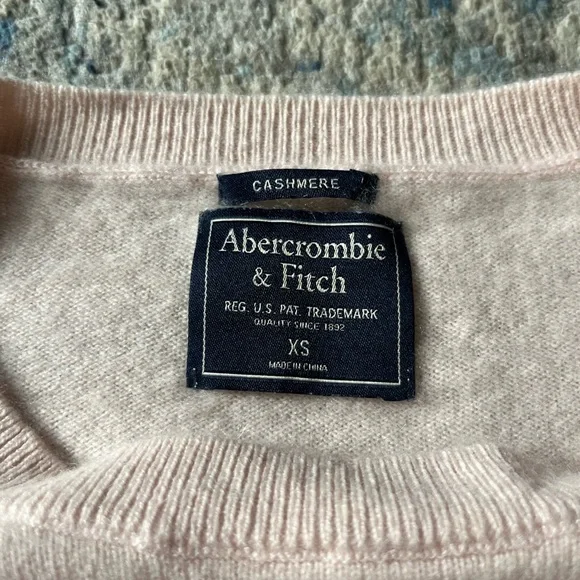 CASHMERE
Abercrombie
& Fitch
REG. U.S. PAT. TRADEMARK
QUALITY SINCE 1892
XS
MADE IN CHINA